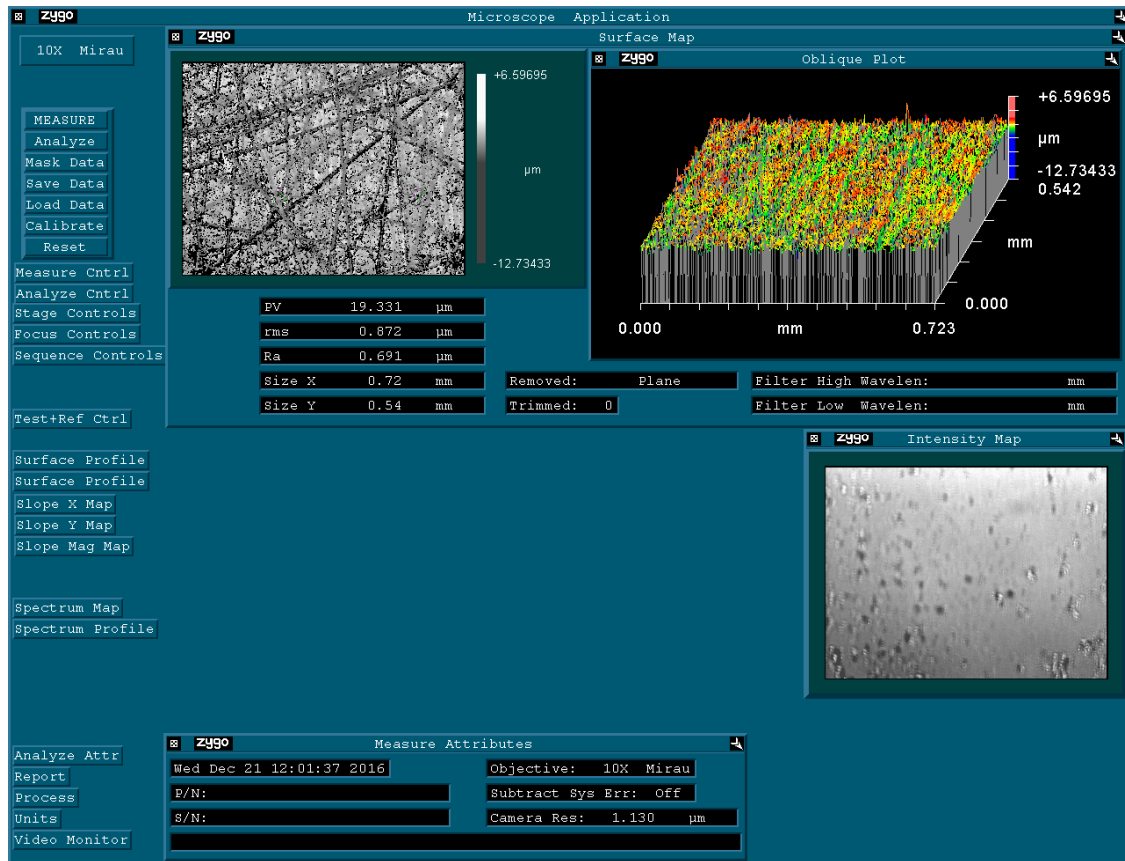 zygo Microscope Application
10X Mirau
MEASURE
Analyze
Mask Data
Save Data
Load Data
Calibrate
Reset
Measure Cntrl
Analyze Cntrl
Stage Controls
Focus Controls
Sequence Controls
Test+Ref Ctrl
Surface Profile
Surface Profile
Slope X Map
Slope Y Map
Slope Mag Map
Spectrum Map
Spectrum Profile
Analyze Attr
Report
Process
Units
Video Monitor
zygo Surface Map
+6.59695
µm
-12.73433
PV 19.331 µm
rms 0.872 µm
Ra 0.691 µm
Size X 0.72 mm
Size Y 0.54 mm
Removed: Plane
Trimmed: 0
Filter High Wavelen: mm
Filter Low Wavelen: mm
zygo Oblique Plot
+6.59695
µm
-12.73433
0.542
mm
0.000
0.000 mm 0.723
zygo Intensity Map
zygo Measure Attributes
Wed Dec 21 12:01:37 2016
P/N:
S/N:
Objective: 10X Mirau
Subtract Sys Err: Off
Camera Res: 1.130 µm